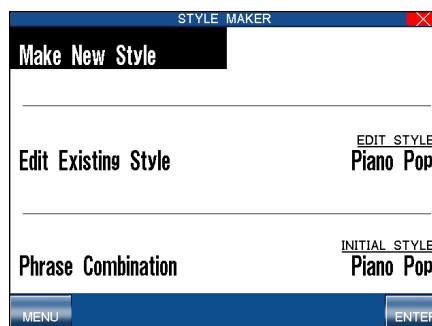 STYLE MAKER
Make New Style
EDIT STYLE
Edit Existing Style Piano Pop
INITIAL STYLE
Phrase Combination Piano Pop
MENU ENTER